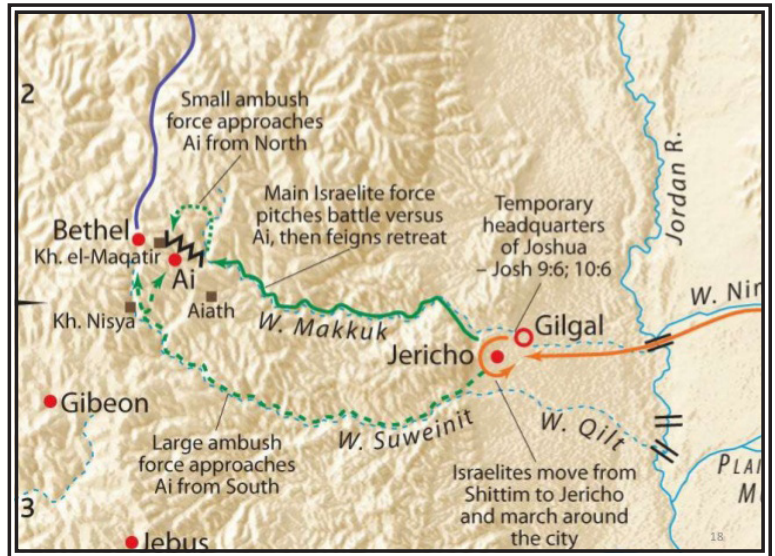 2
Small ambush
force approaches
Ai from North
Main Israelite force
pitches battle versus
Ai, then feigns retreat
Temporary
headquarters
of Joshua
– Josh 9:6; 10:6
Jordan R.
Bethel
Kh. el-Maqatir
Ai
Aiath
Kh. Nisya
W. Makkuk
Gilgal
W. Nir
Jericho
Gibeon
W. Suweinit
W. Qilt
Large ambush
force approaches
Ai from South
Israelites move from
Shittim to Jericho
and march around
the city
PLAI
M
3
Jebus
18